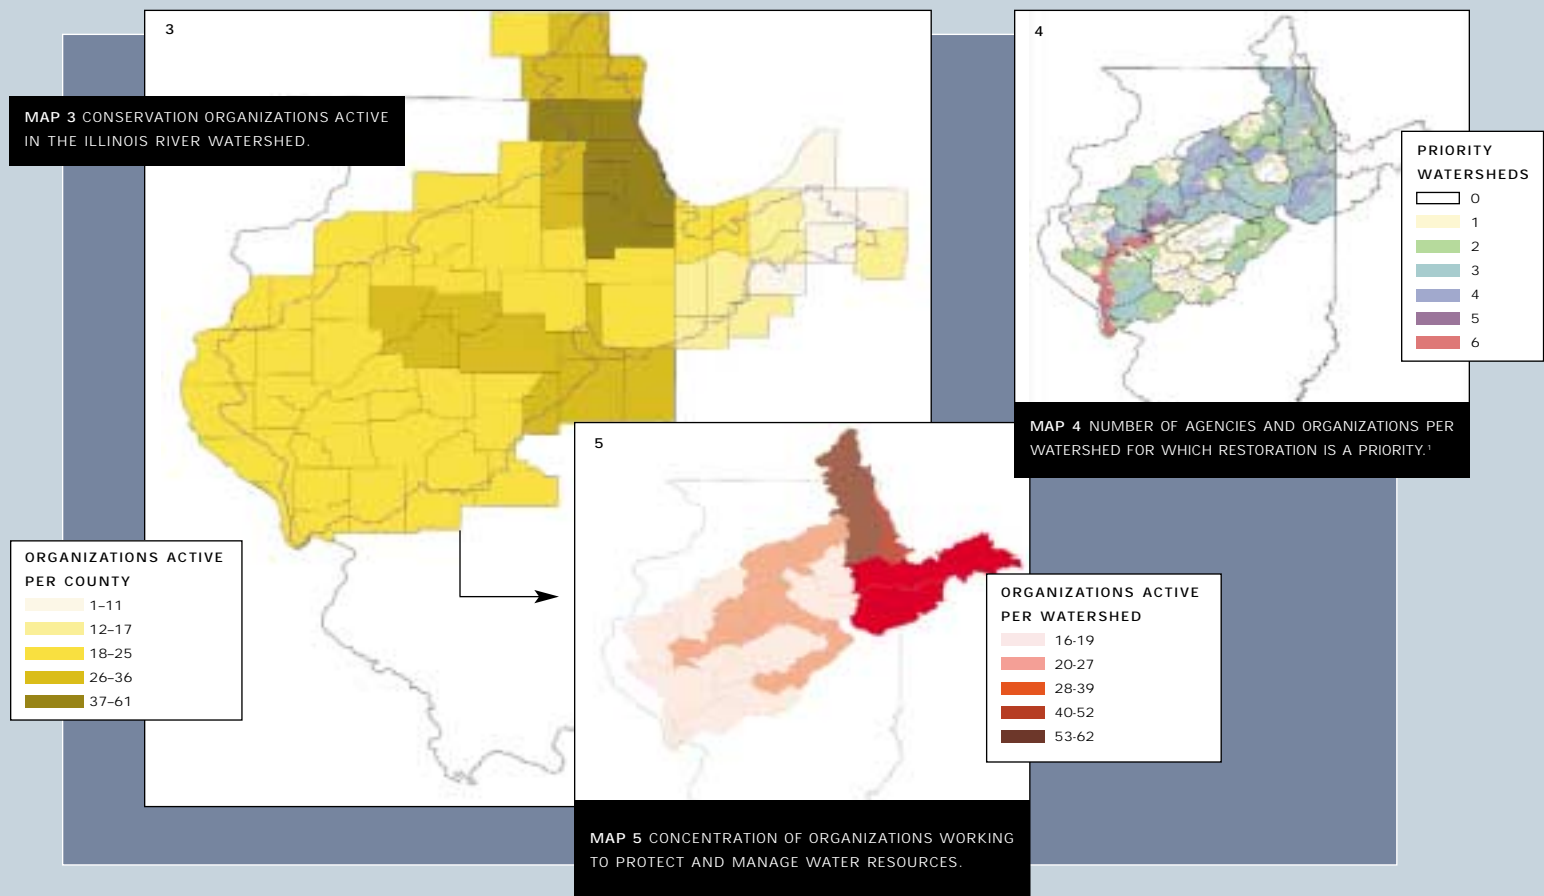 3
MAP 3 CONSERVATION ORGANIZATIONS ACTIVE
IN THE ILLINOIS RIVER WATERSHED.
ORGANIZATIONS ACTIVE
PER COUNTY
1–11
12–17
18–25
26–36
37–61
4
PRIORITY
WATERSHEDS
0
1
2
3
4
5
6
MAP 4 NUMBER OF AGENCIES AND ORGANIZATIONS PER
WATERSHED FOR WHICH RESTORATION IS A PRIORITY.¹
5
ORGANIZATIONS ACTIVE
PER WATERSHED
16-19
20-27
28-39
40-52
53-62
MAP 5 CONCENTRATION OF ORGANIZATIONS WORKING
TO PROTECT AND MANAGE WATER RESOURCES.